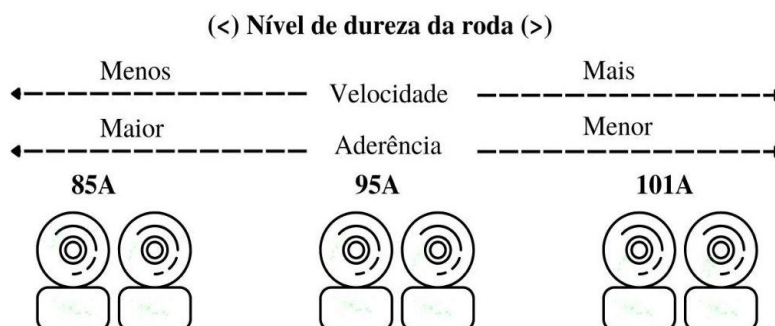 (<) Nível de dureza da roda (>)
Menos Mais
Velocidade
Maior Menor
Aderência
85A 95A 101A